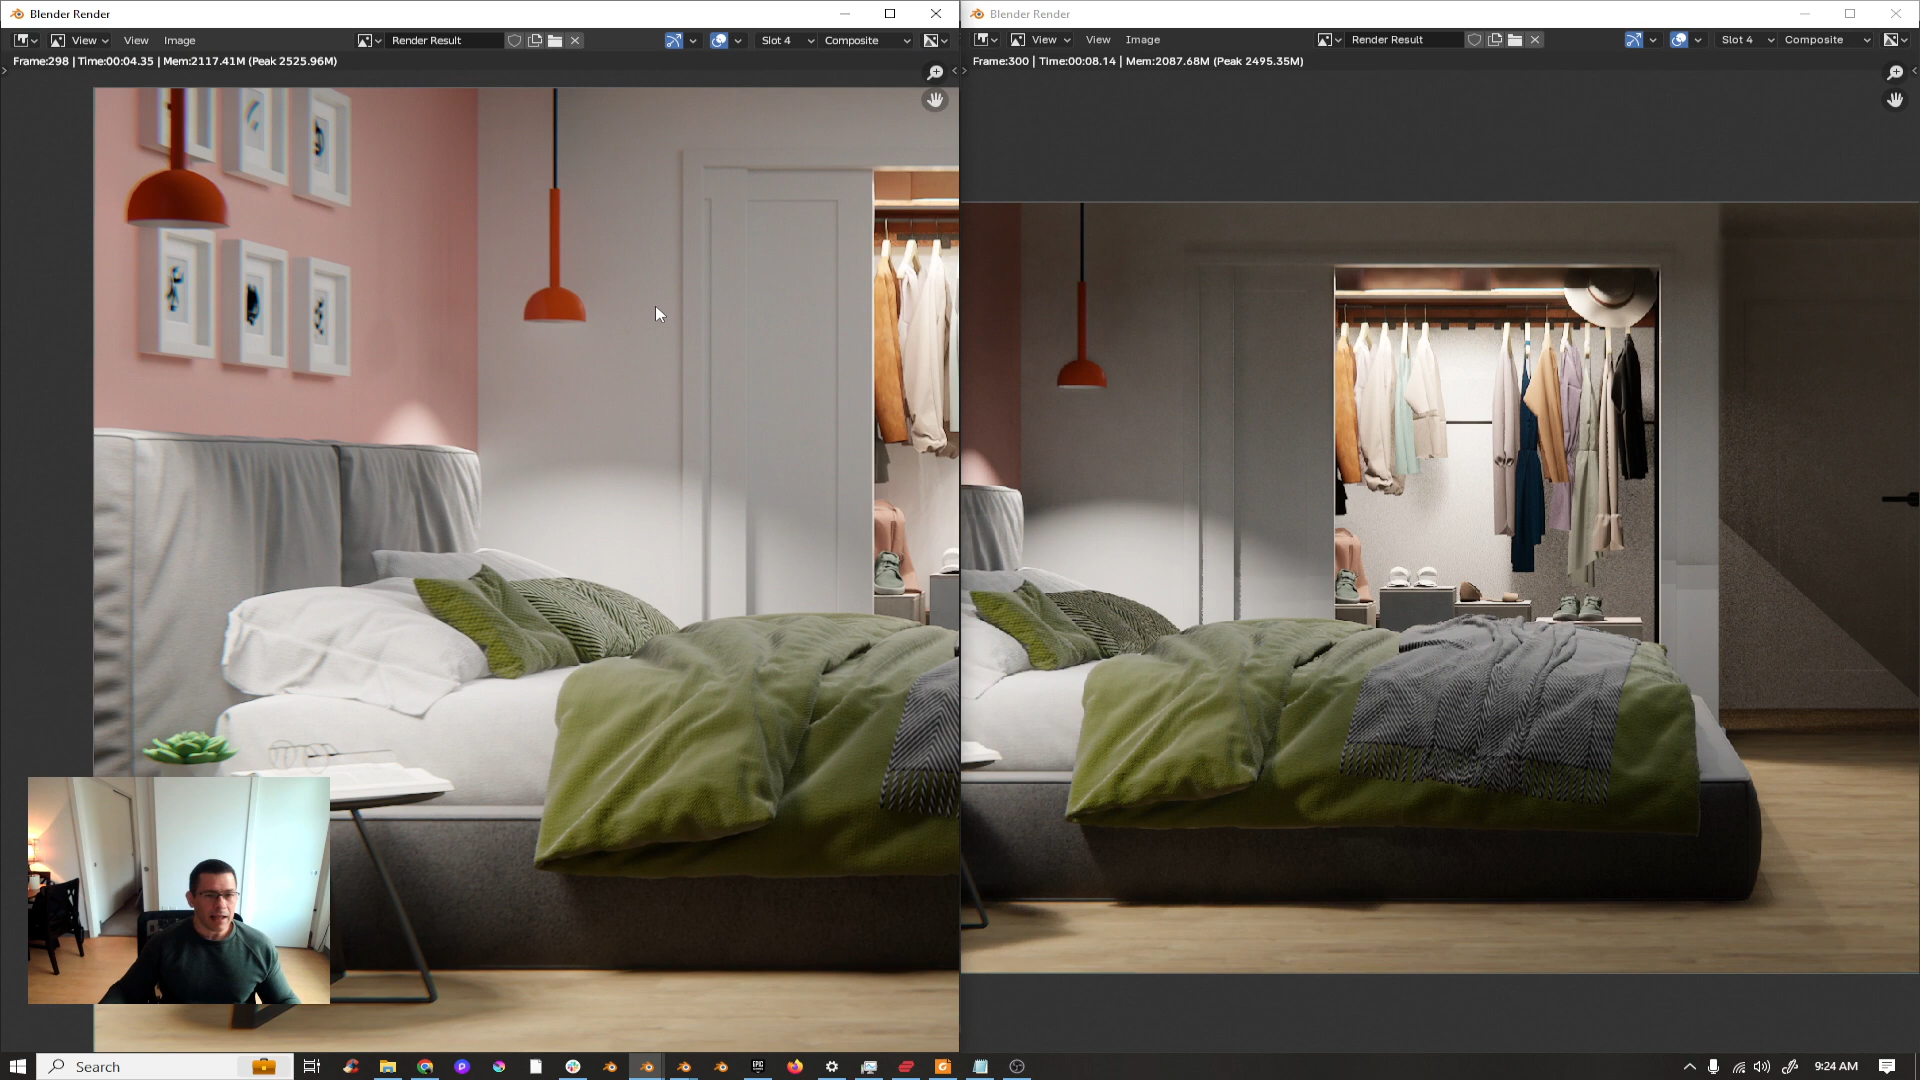 Blender Render
View View Image Render Result Slot 4 Composite
Frame:298 | Time:00:04.35 | Mem:2117.41M (Peak 2525.96M)
Blender Render
View View Image Render Result Slot 4 Composite
Frame:300 | Time:00:08.14 | Mem:2087.68M (Peak 2495.35M)
Search
EPIC
9:24 AM